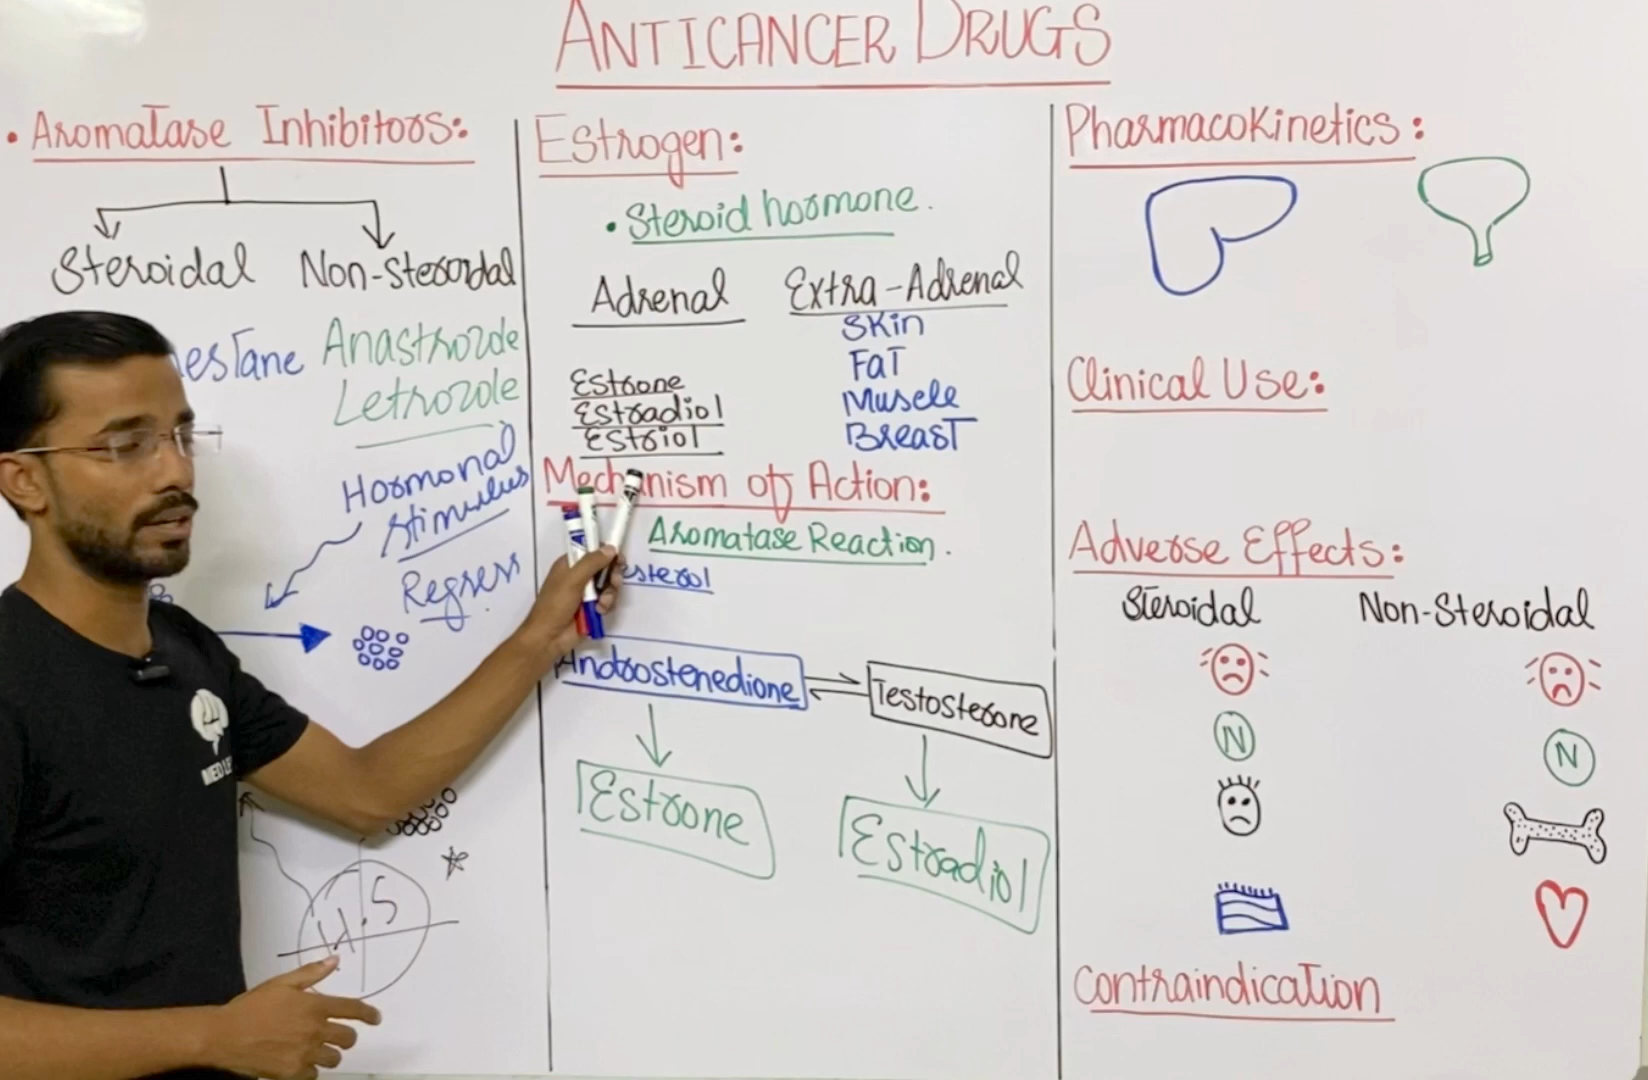 ANTICANCER DRUGS
• Aromatase Inhibitors:
Steroidal Non-Steroidal
estane Anastrozole
Letrozole
Hormonal
Stimulus
Regress
H.S
MED LE
Estrogen:
• Steroid hormone.
Adrenal Extra-Adrenal
Skin
Fat
Estrone Muscle
Estradiol Breast
Estriol
Mechanism of Action:
Aromatase Reaction.
esterol
Androstenedione Testosterone
Estrone Estradiol
Pharmacokinetics:
Clinical Use:
Adverse Effects:
Steroidal Non-Steroidal
N N
Contraindication